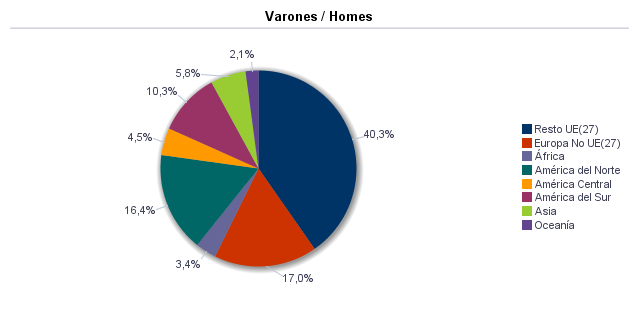 Varones / Homes
2,1%
5,8%
10,3%
4,5%
16,4%
3,4%
17,0%
40,3%
Resto UE(27)
Europa No UE(27)
África
América del Norte
América Central
América del Sur
Asia
Oceanía